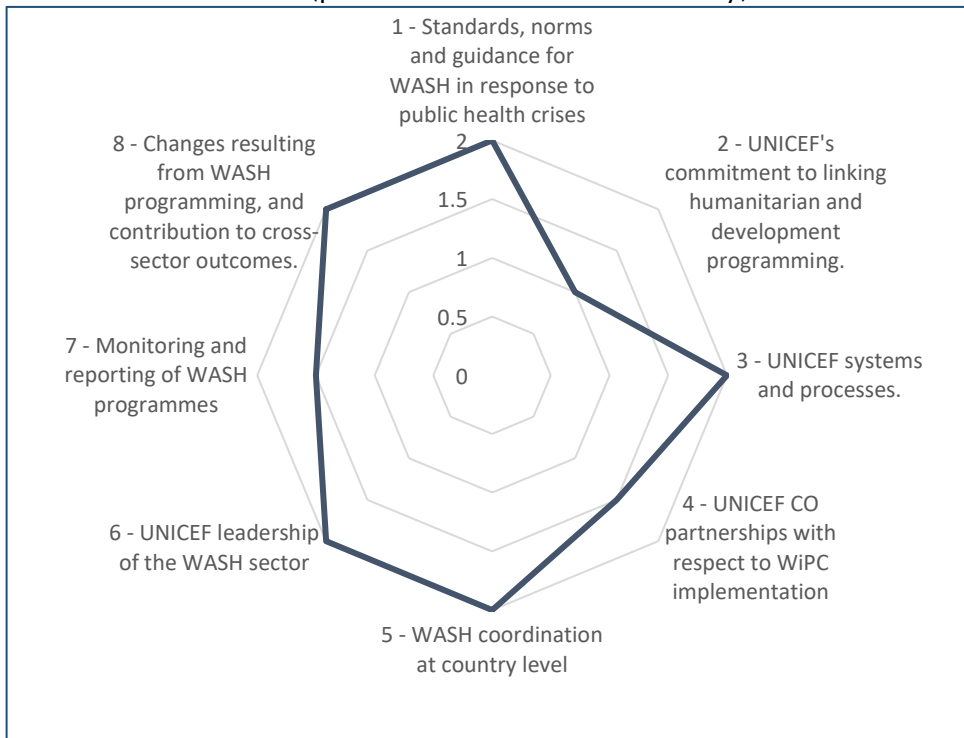 1 - Standards, norms
and guidance for
WASH in response to
public health crises
2 - UNICEF's
commitment to linking
humanitarian and
development
programming.
3 - UNICEF systems
and processes.
4 - UNICEF CO
partnerships with
respect to WiPC
implementation
5 - WASH coordination
at country level
6 - UNICEF leadership
of the WASH sector
7 - Monitoring and
reporting of WASH
programmes
8 - Changes resulting
from WASH
programming, and
contribution to cross-
sector outcomes.
2
1.5
1
0.5
0